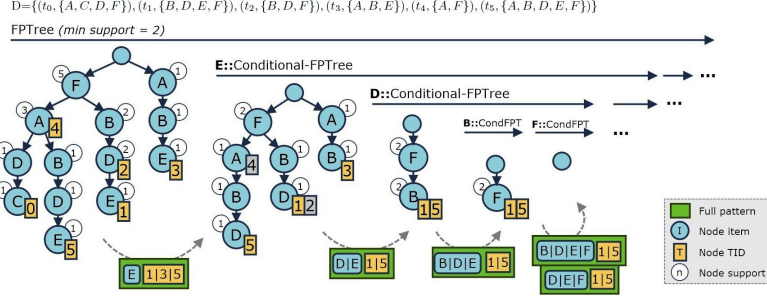 D={(t₀, {A, C, D, F}), (t₁, {B, D, E, F}), (t₂, {B, D, F}), (t₃, {A, B, E}), (t₄, {A, F}), (t₅, {A, B, D, E, F})}
FPTree (min support = 2)
E::Conditional-FPTree
...
D::Conditional-FPTree
...
B::CondFPT F::CondFPT
...
5 F
1 A
3 A 4
2 B
1 B
1 D
1 B
2 D 2
1 E 3
1 C 0
1 D
1 E 1
1 E 5
2 F
1 A
1 A 4
1 B
1 B 3
1 B
1 D 1 2
1 D 5
2 F
2 B 1 5
2 F 1 5
E 1|3|5
D|E 1|5
B|D|E 1|5
B|D|E|F 1|5
D|E|F 1|5
Full pattern
I Node item
T Node TID
n Node support